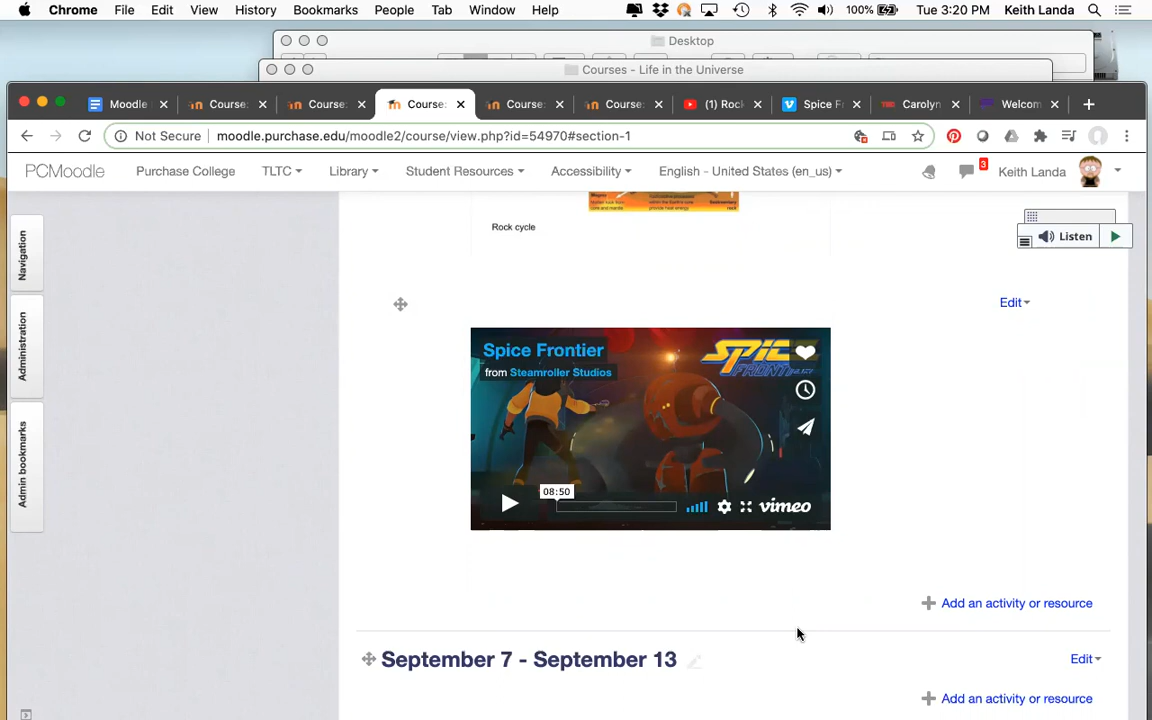 Chrome File Edit View History Bookmarks People Tab Window Help 100% Tue 3:20 PM Keith Landa
Desktop
Courses - Life in the Universe
Moodle Course: Course: Course: Course: Course: (1) Rock Spice Fr Carolyn Welcom
Not Secure moodle.purchase.edu/moodle2/course/view.php?id=54970#section-1
PCMoodle Purchase College TLTC Library Student Resources Accessibility English - United States (en_us) 3 Keith Landa
Navigation
Administration
Admin bookmarks
Listen
Rock cycle
Edit
Spice Frontier
from Steamroller Studios
08:50
vimeo
Add an activity or resource
September 7 - September 13
Edit
Add an activity or resource